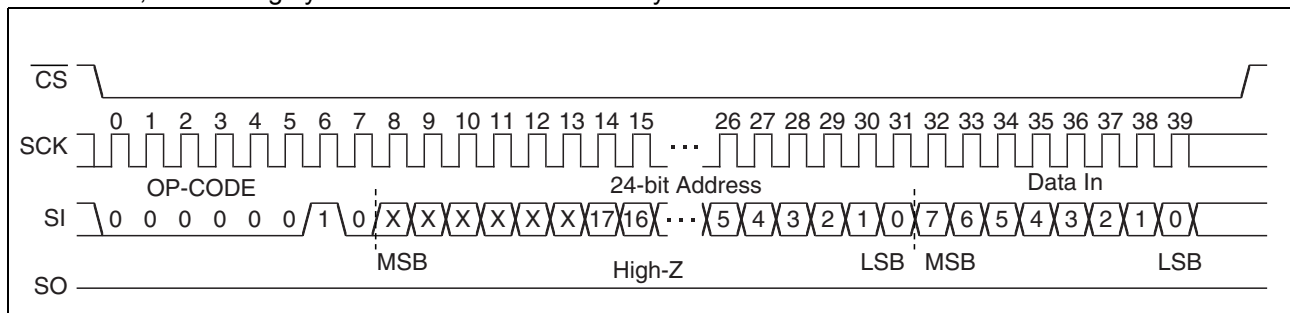 CS
0 1 2 3 4 5 6 7 8 9 10 11 12 13 14 15 26 27 28 29 30 31 32 33 34 35 36 37 38 39
SCK ···
OP-CODE 24-bit Address Data In
SI 0 0 0 0 0 0 1 0 X X X X X X 17 16 ··· 5 4 3 2 1 0 7 6 5 4 3 2 1 0
MSB High-Z LSB MSB LSB
SO